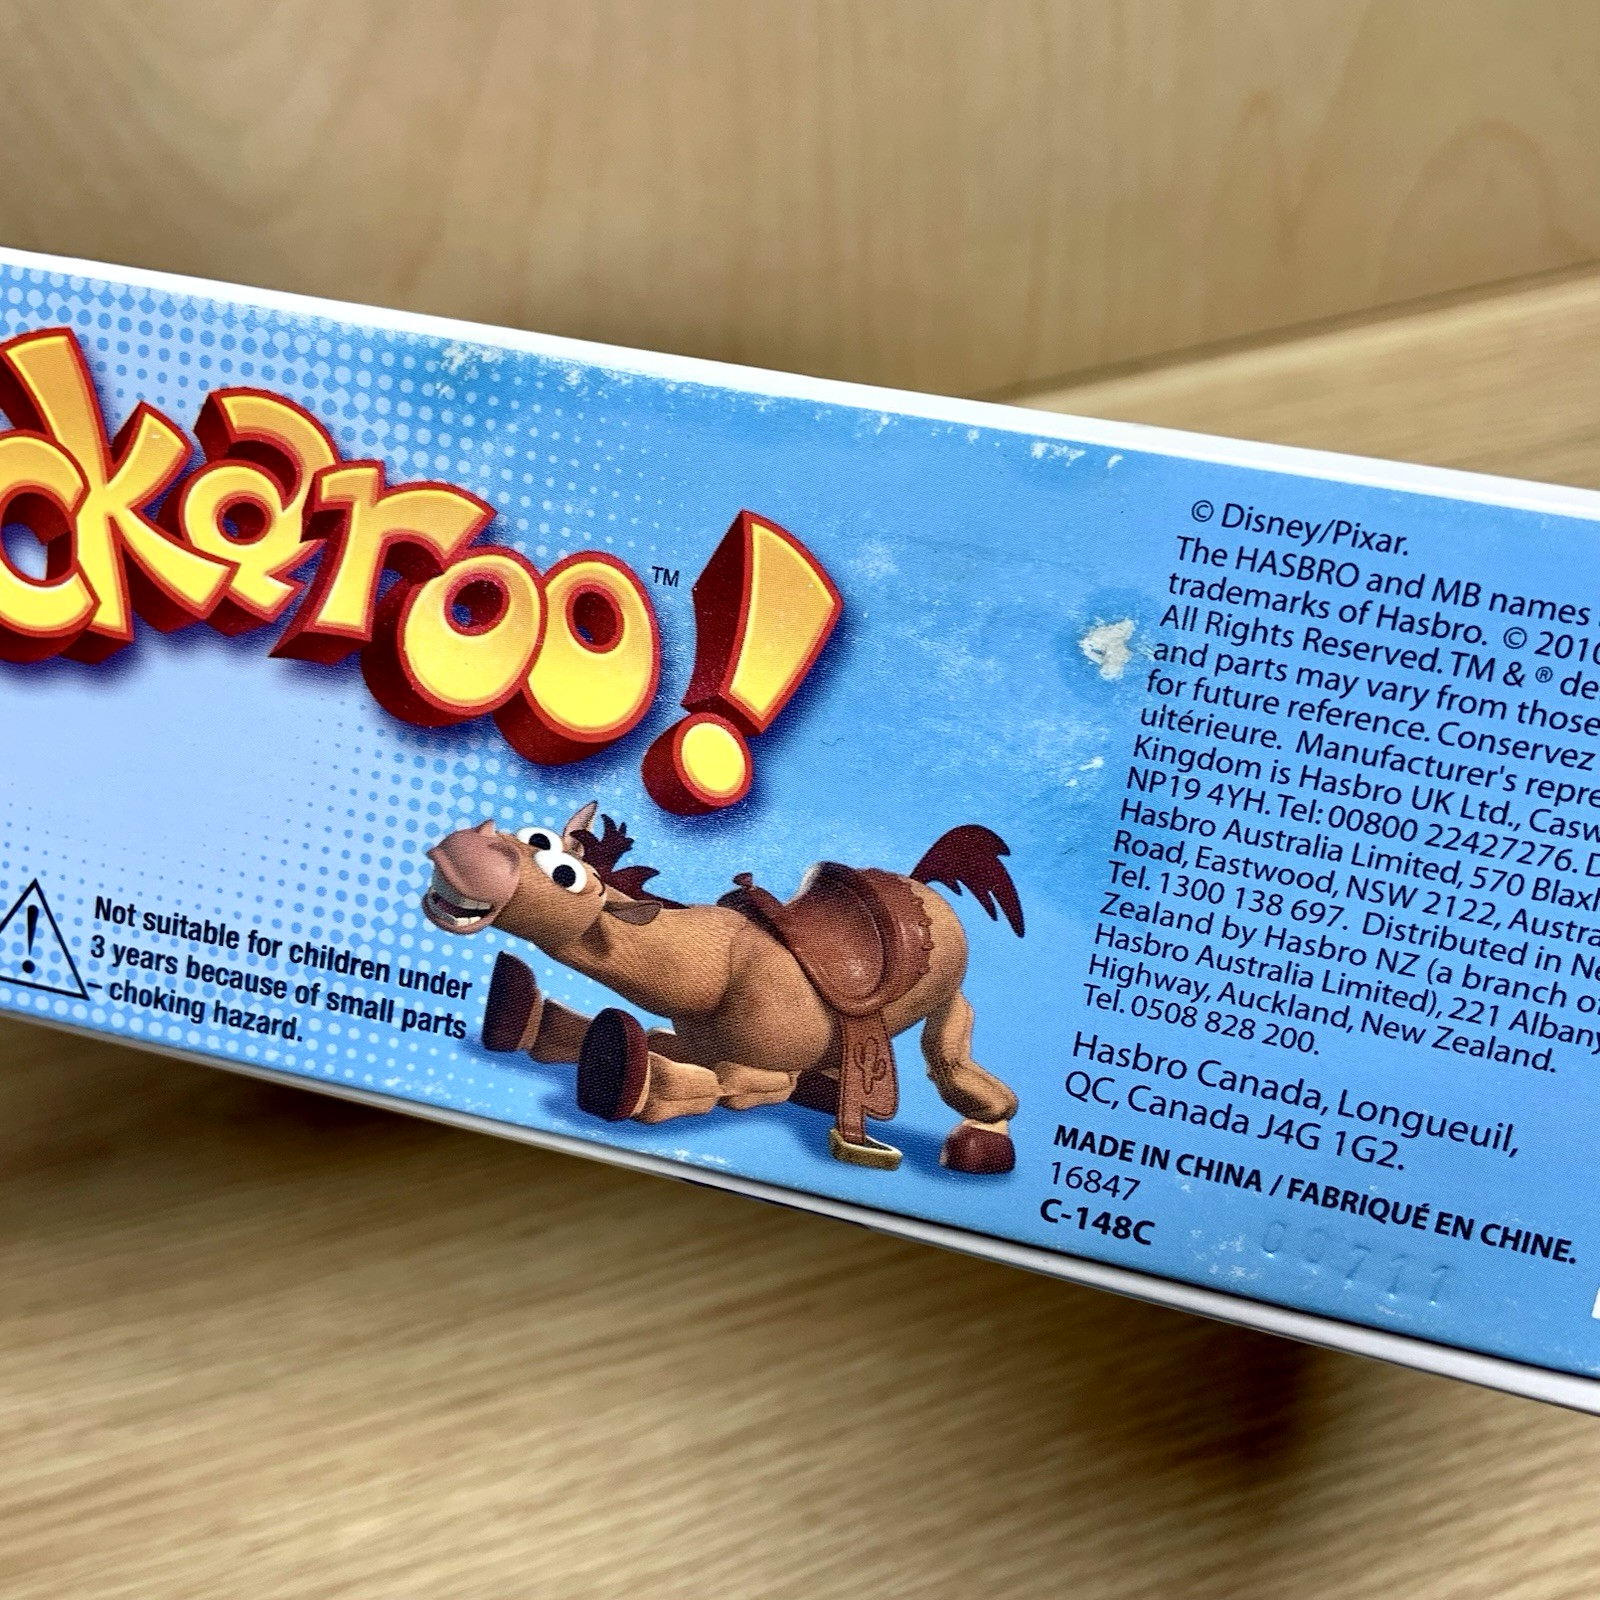 ckaroo!
TM
Not suitable for children under
3 years because of small parts
– choking hazard.
© Disney/Pixar.
The HASBRO and MB names
trademarks of Hasbro. © 2010
All Rights Reserved. TM & ® de
and parts may vary from those
for future reference. Conservez
ultérieure. Manufacturer's repre
Kingdom is Hasbro UK Ltd., Casw
NP19 4YH. Tel: 00800 22427276. D
Hasbro Australia Limited, 570 Blaxl
Road, Eastwood, NSW 2122, Austra
Tel. 1300 138 697. Distributed in Ne
Zealand by Hasbro NZ (a branch of
Hasbro Australia Limited), 221 Albany
Highway, Auckland, New Zealand.
Tel. 0508 828 200.
Hasbro Canada, Longueuil,
QC, Canada J4G 1G2.
MADE IN CHINA / FABRIQUÉ EN CHINE.
16847
C-148C
00711